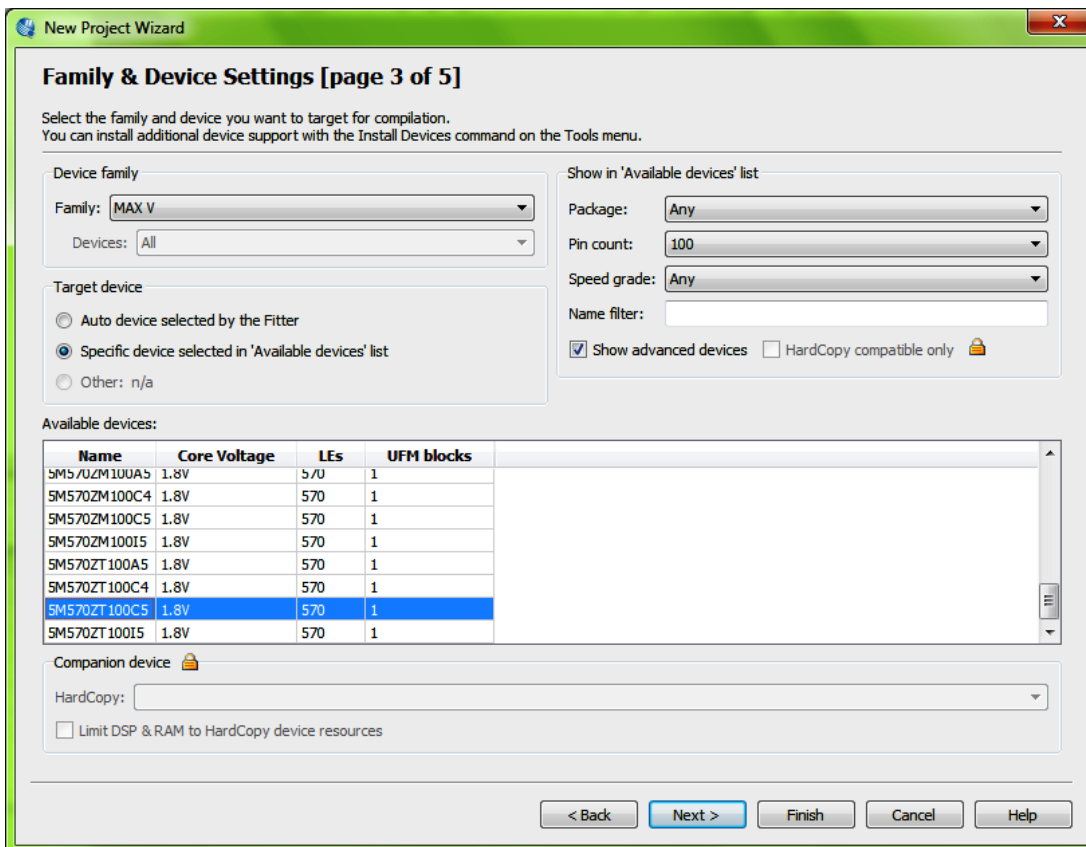 New Project Wizard
Family & Device Settings [page 3 of 5]
Select the family and device you want to target for compilation.
You can install additional device support with the Install Devices command on the Tools menu.
Device family
Family: MAX V
Devices: All
Target device
Auto device selected by the Fitter
Specific device selected in 'Available devices' list
Other: n/a
Show in 'Available devices' list
Package: Any
Pin count: 100
Speed grade: Any
Name filter:
Show advanced devices HardCopy compatible only
Available devices:
Name Core Voltage LEs UFM blocks
5M570ZM100A5 1.8V 570 1
5M570ZM100C4 1.8V 570 1
5M570ZM100C5 1.8V 570 1
5M570ZM100I5 1.8V 570 1
5M570ZT100A5 1.8V 570 1
5M570ZT100C4 1.8V 570 1
5M570ZT100C5 1.8V 570 1
5M570ZT100I5 1.8V 570 1
Companion device
HardCopy:
Limit DSP & RAM to HardCopy device resources
< Back Next > Finish Cancel Help